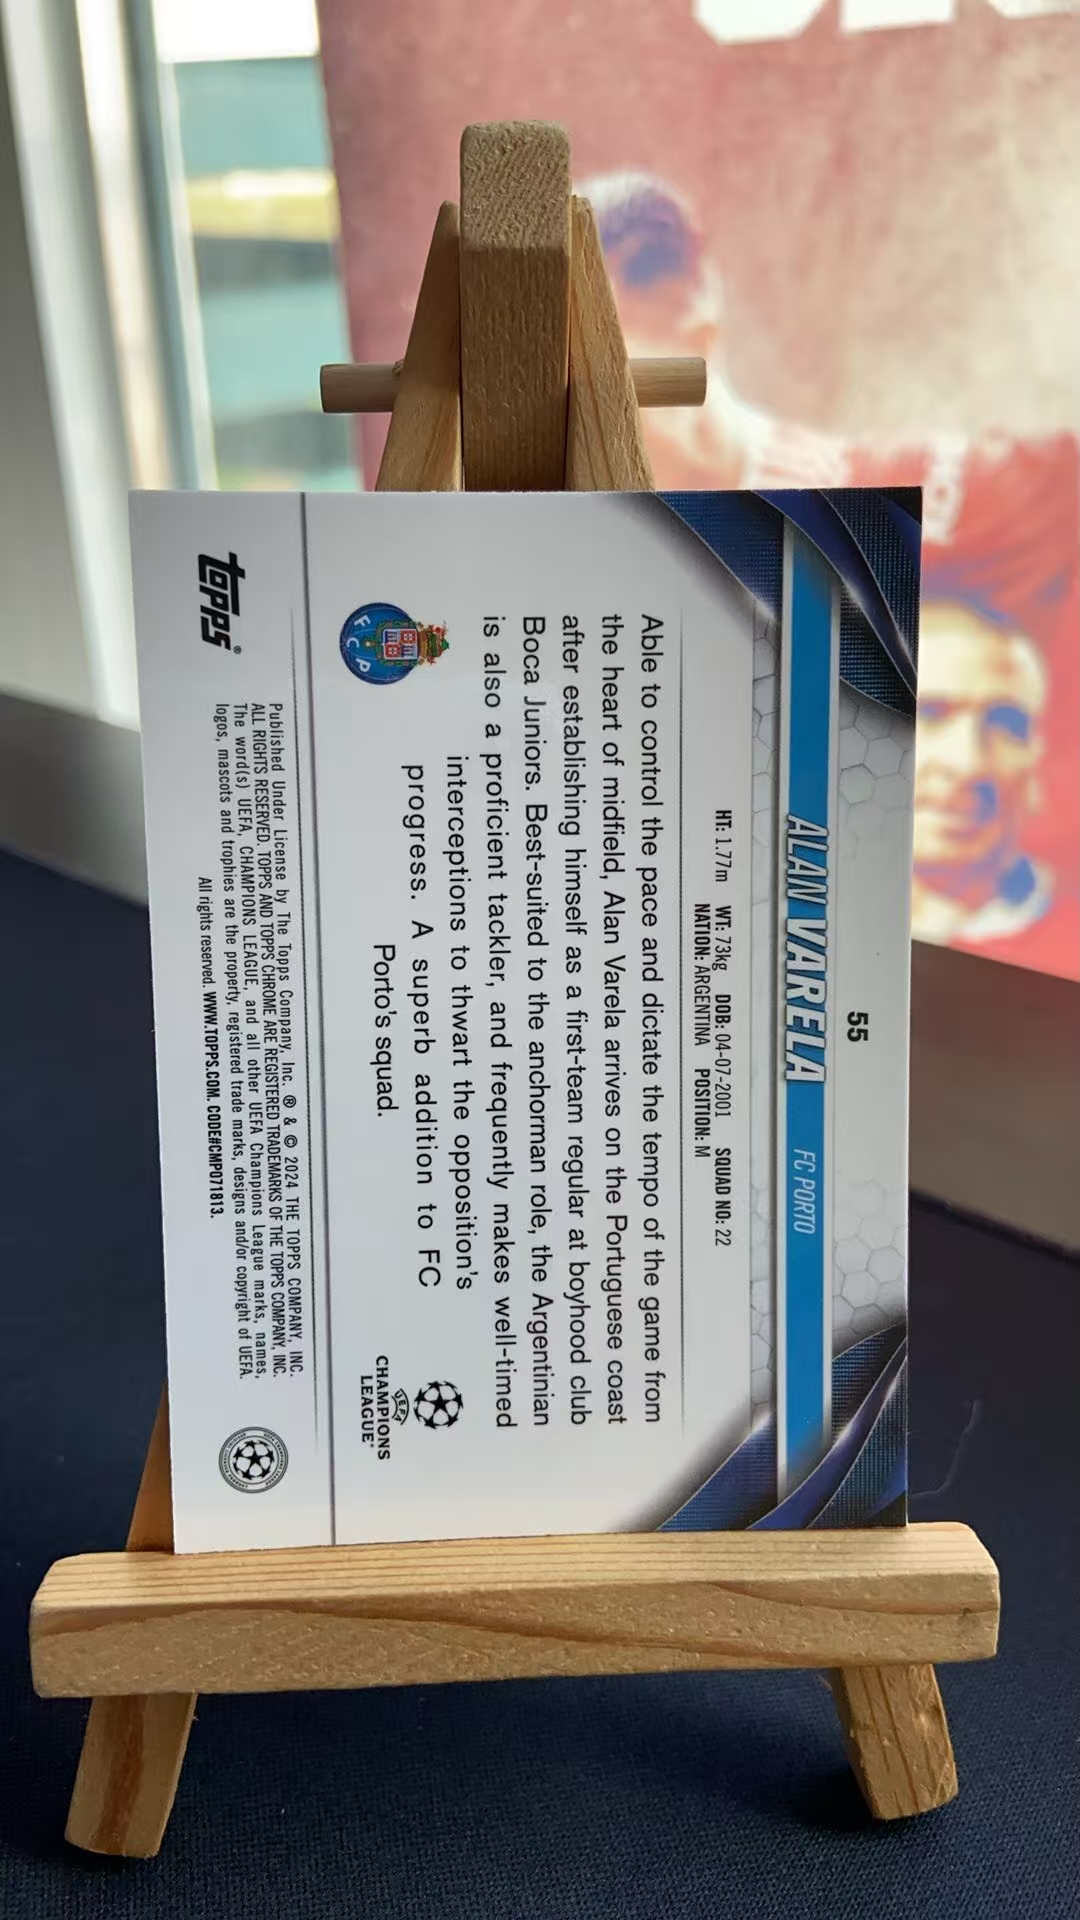 55
ALAN VARELA FC PORTO
HT: 1.77m WT: 73kg DOB: 04-07-2001 SQUAD NO: 22
NATION: ARGENTINA POSITION: M
Able to control the pace and dictate the tempo of the game from
the heart of midfield, Alan Varela arrives on the Portuguese coast
after establishing himself as a first-team regular at boyhood club
Boca Juniors. Best-suited to the anchorman role, the Argentinian
is also a proficient tackler, and frequently makes well-timed
interceptions to thwart the opposition's
progress. A superb addition to FC
Porto's squad.
FCP
UEFA
CHAMPIONS
LEAGUE
topps®
Published Under License by The Topps Company, Inc. ® & © 2024 THE TOPPS COMPANY, INC.
ALL RIGHTS RESERVED. TOPPS AND TOPPS CHROME ARE REGISTERED TRADEMARKS OF THE TOPPS COMPANY, INC.
The word(s) UEFA, CHAMPIONS LEAGUE, and all other UEFA Champions League marks, names,
logos, mascots and trophies are the property, registered trade marks, designs and/or copyright of UEFA.
All rights reserved. WWW.TOPPS.COM. CODE#CMP071813.